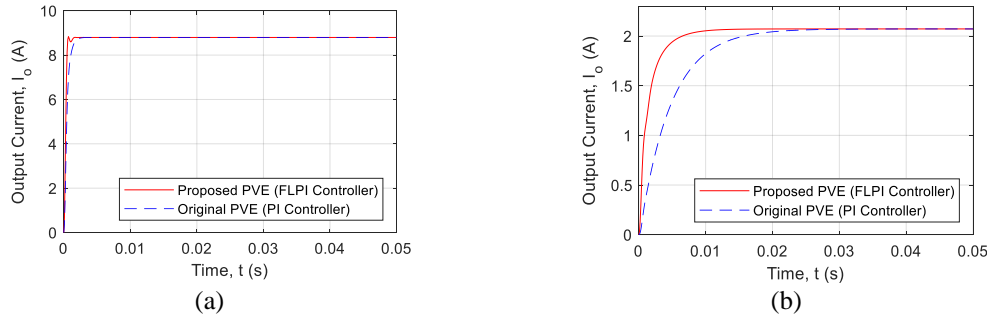 10
8
6
4
2
0
Output Current, I_o (A)
Proposed PVE (FLPI Controller)
Original PVE (PI Controller)
0 0.01 0.02 0.03 0.04 0.05
Time, t (s)
(a)
2
1.5
1
0.5
0
Output Current, I_o (A)
Proposed PVE (FLPI Controller)
Original PVE (PI Controller)
0 0.01 0.02 0.03 0.04 0.05
Time, t (s)
(b)